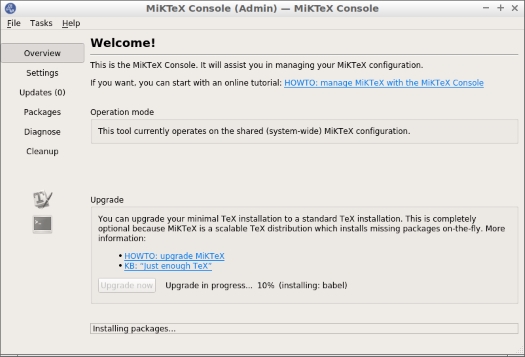 MiKTeX Console (Admin) — MiKTeX Console
File Tasks Help
Overview
Settings
Updates (0)
Packages
Diagnose
Cleanup
Welcome!
This is the MiKTeX Console. It will assist you in managing your MiKTeX configuration.
If you want, you can start with an online tutorial: HOWTO: manage MiKTeX with the MiKTeX Console
Operation mode
This tool currently operates on the shared (system-wide) MiKTeX configuration.
Upgrade
You can upgrade your minimal TeX installation to a standard TeX installation. This is completely
optional because MiKTeX is a scalable TeX distribution which installs missing packages on-the-fly. More
information:
• HOWTO: upgrade MiKTeX
• KB: "Just enough TeX"
Upgrade now Upgrade in progress... 10% (installing: babel)
Installing packages...